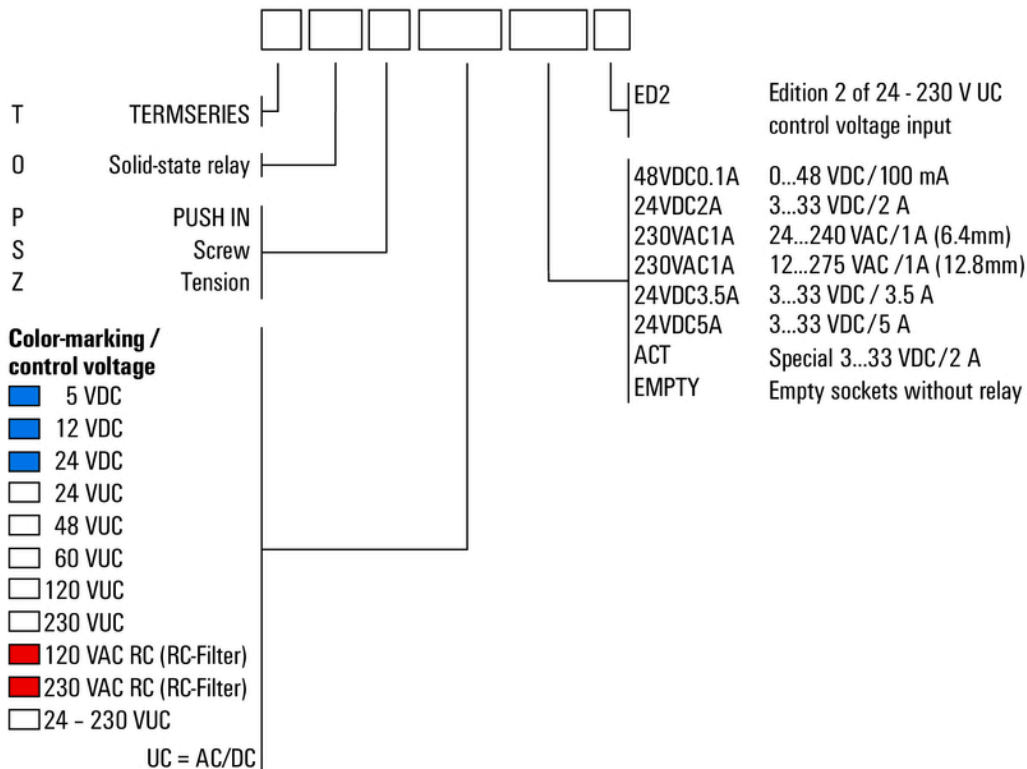 T TERMSERIES
O Solid-state relay
P PUSH IN
S Screw
Z Tension
Color-marking /
control voltage
5 VDC
12 VDC
24 VDC
24 VUC
48 VUC
60 VUC
120 VUC
230 VUC
120 VAC RC (RC-Filter)
230 VAC RC (RC-Filter)
24 – 230 VUC
UC = AC/DC
ED2 Edition 2 of 24 - 230 V UC
control voltage input
48VDC0.1A 0...48 VDC/100 mA
24VDC2A 3...33 VDC/2 A
230VAC1A 24...240 VAC/1A (6.4mm)
230VAC1A 12...275 VAC /1A (12.8mm)
24VDC3.5A 3...33 VDC / 3.5 A
24VDC5A 3...33 VDC/5 A
ACT Special 3...33 VDC/2 A
EMPTY Empty sockets without relay